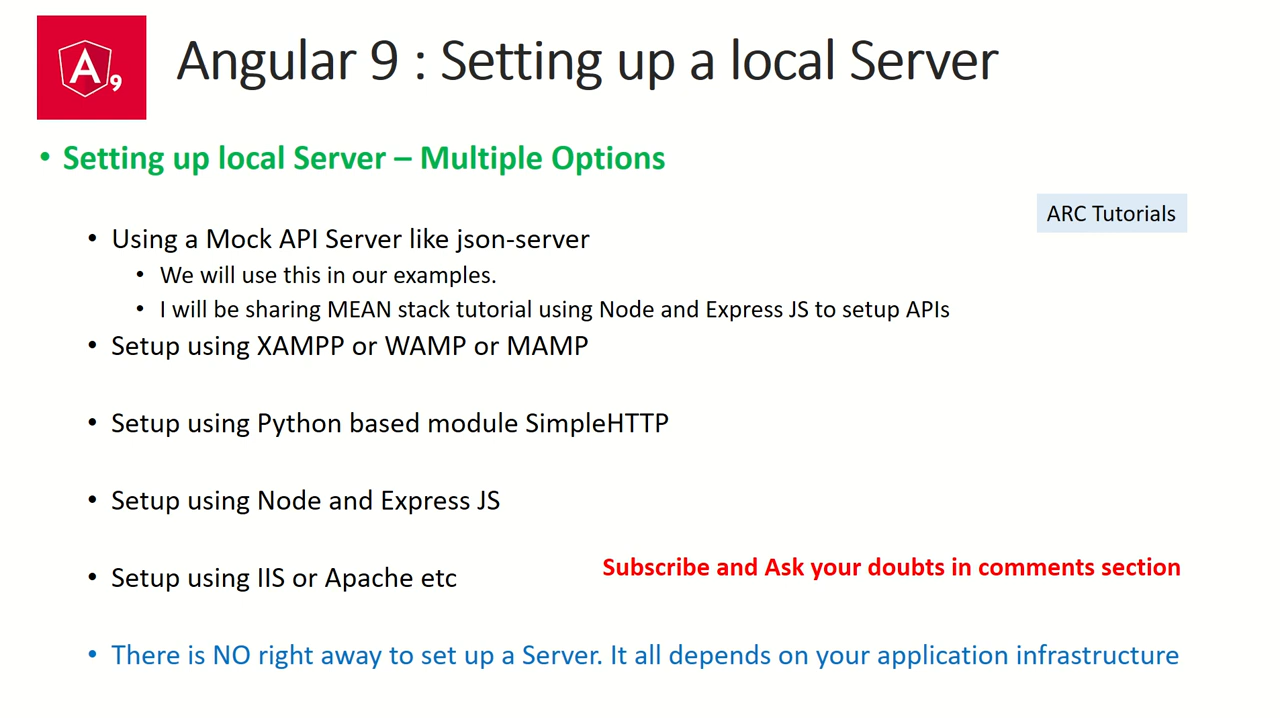 A9
Angular 9 : Setting up a local Server
• Setting up local Server – Multiple Options
ARC Tutorials
• Using a Mock API Server like json-server
• We will use this in our examples.
• I will be sharing MEAN stack tutorial using Node and Express JS to setup APIs
• Setup using XAMPP or WAMP or MAMP
• Setup using Python based module SimpleHTTP
• Setup using Node and Express JS
• Setup using IIS or Apache etc
Subscribe and Ask your doubts in comments section
• There is NO right away to set up a Server. It all depends on your application infrastructure